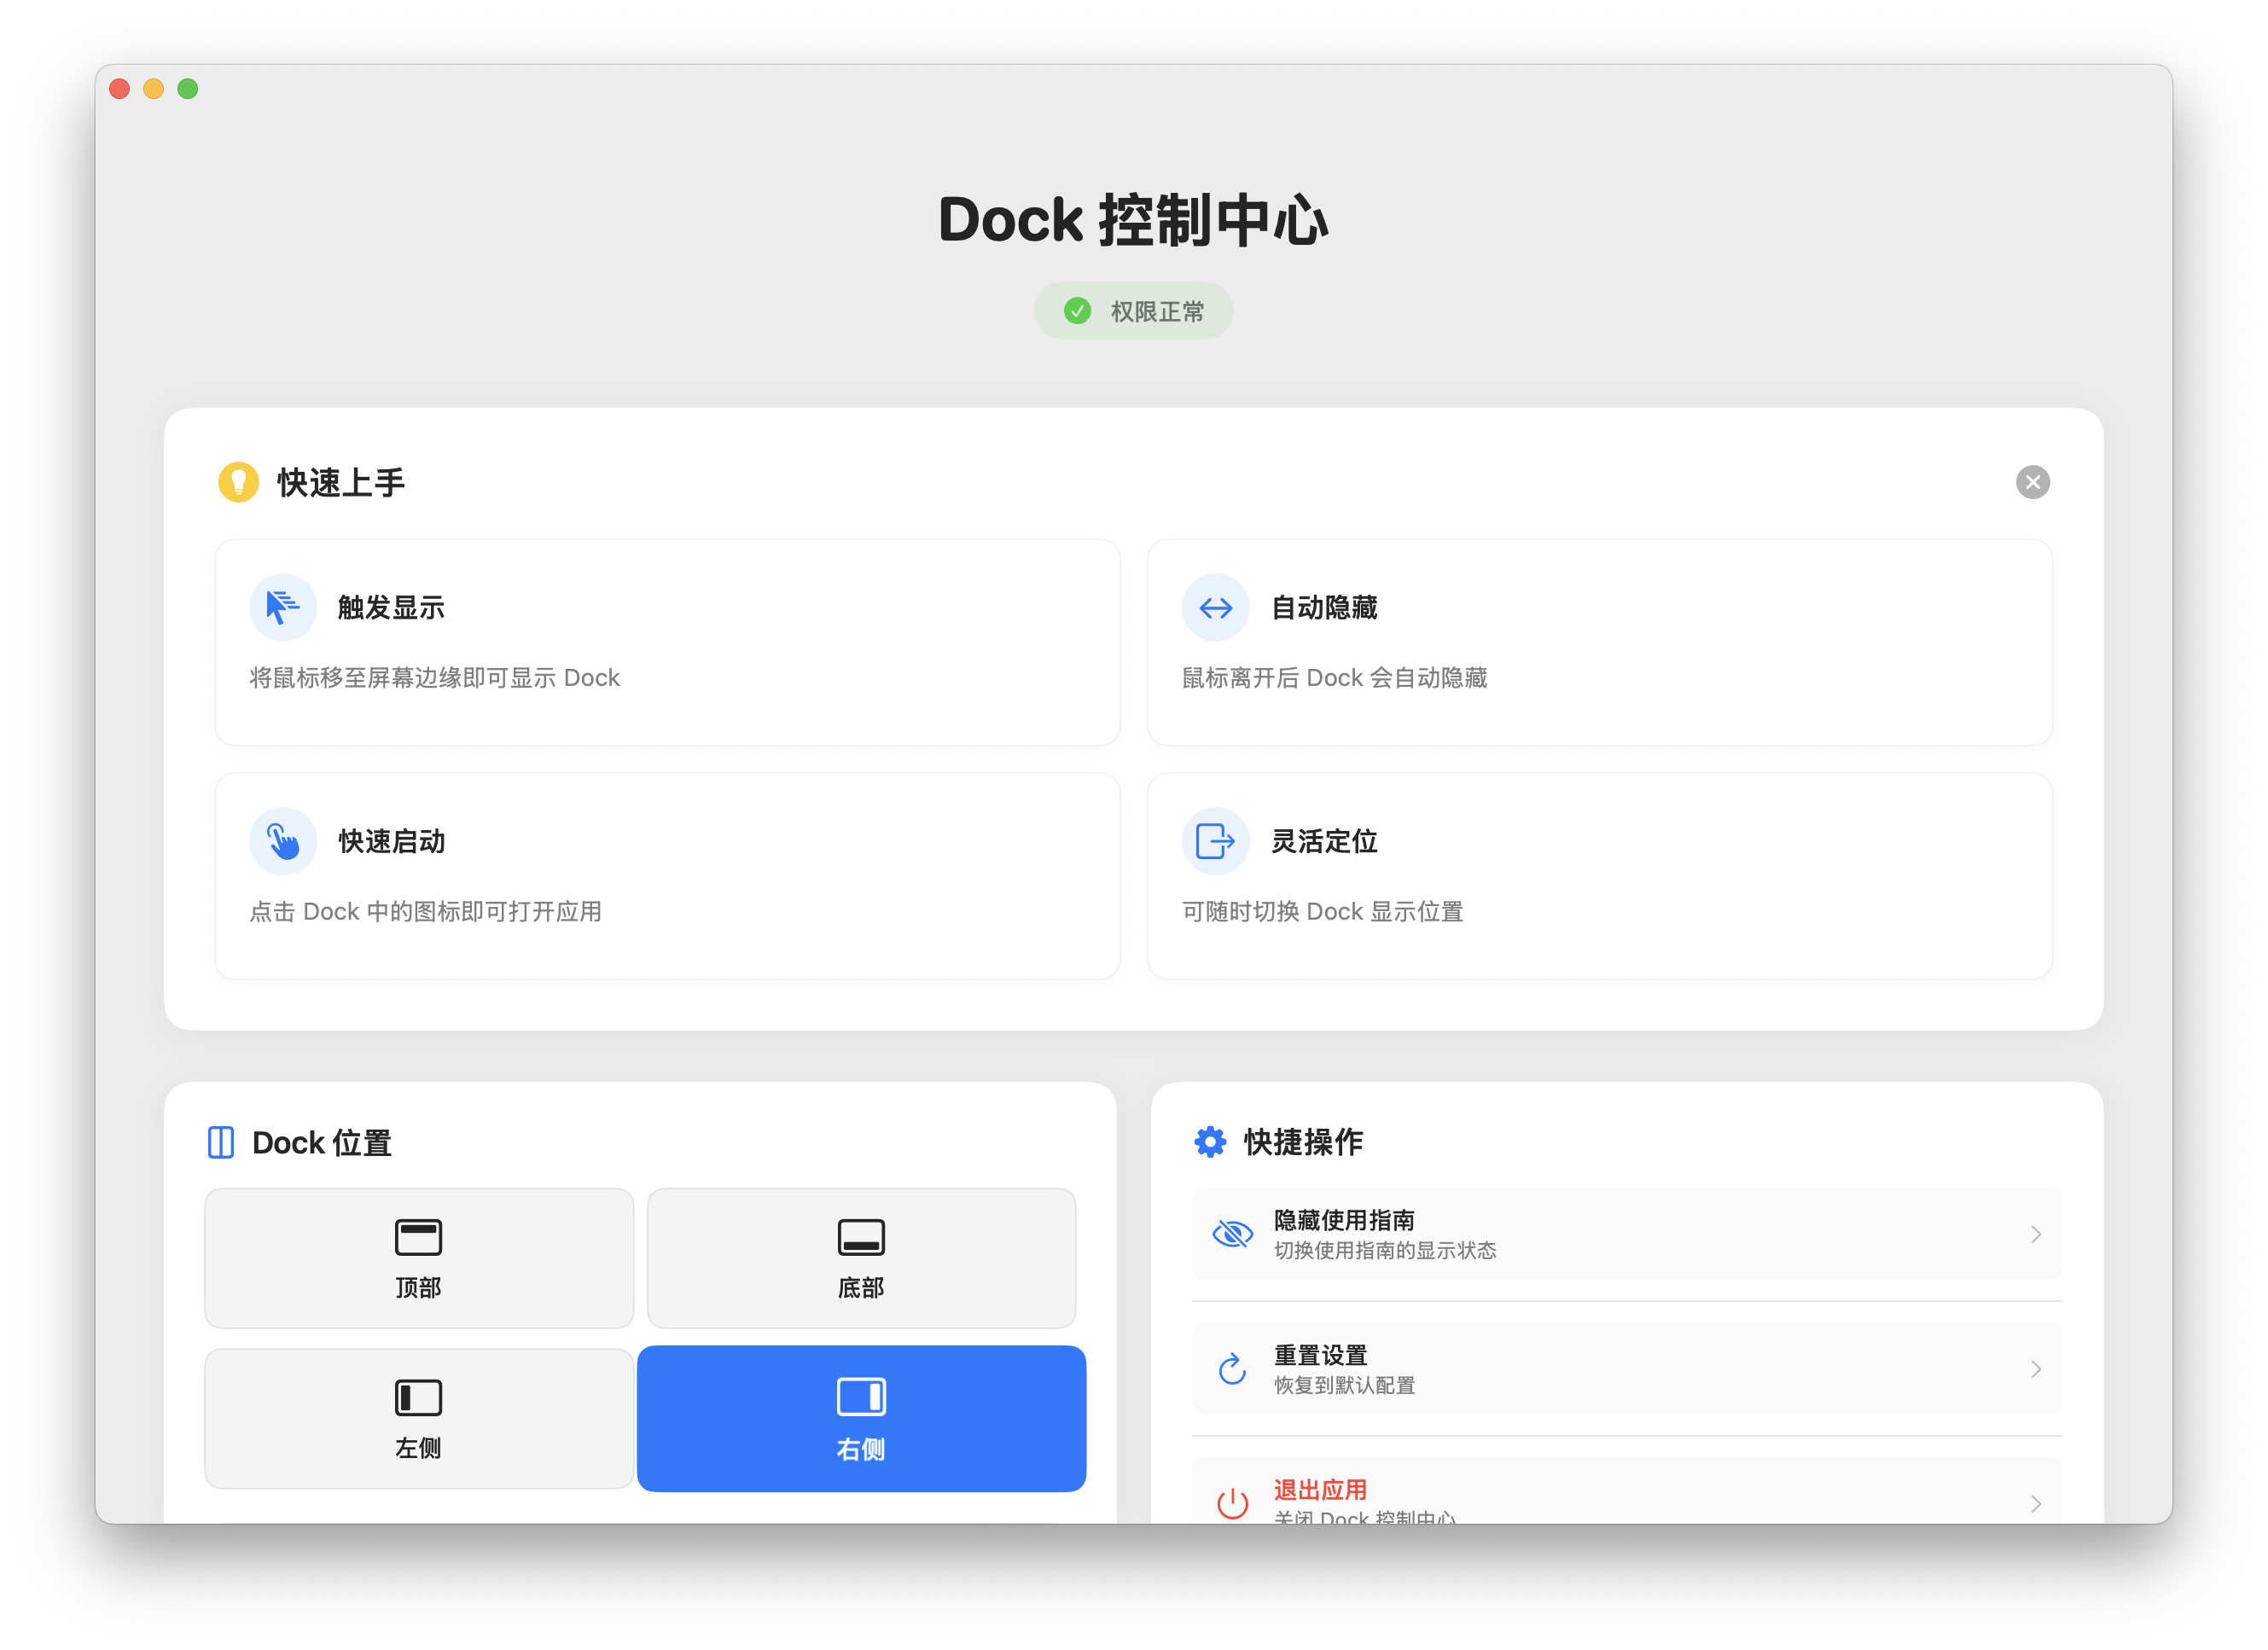 Dock 控制中心
权限正常
快速上手
触发显示
将鼠标移至屏幕边缘即可显示 Dock
自动隐藏
鼠标离开后 Dock 会自动隐藏
快速启动
点击 Dock 中的图标即可打开应用
灵活定位
可随时切换 Dock 显示位置
Dock 位置
顶部
底部
左侧
右侧
快捷操作
隐藏使用指南
切换使用指南的显示状态
重置设置
恢复到默认配置
退出应用
关闭 Dock 控制中心